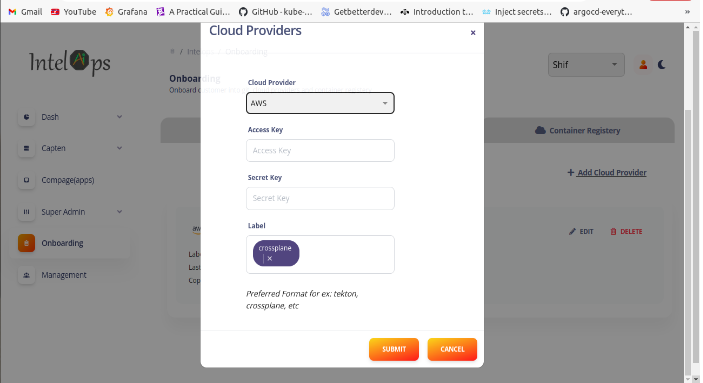 Gmail YouTube Grafana A Practical Gui... GitHub - kube-... Getbetterdev... Introduction t... Inject secrets... argocd-everyt... »
Cloud Providers ×
Intelops
/ / Onboarding
Shif
Onboarding
Onboard
Cloud Provider
AWS
Dash
Access Key
Access Key
Container Registery
Capten
Secret Key
Secret Key
Compage(apps)
+ Add Cloud Provider
Super Admin
Label
crossplane
×
aw
EDIT DELETE
Onboarding
Labe
Last
Cop
Management
Preferred Format for ex: tekton,
crossplane, etc
SUBMIT CANCEL